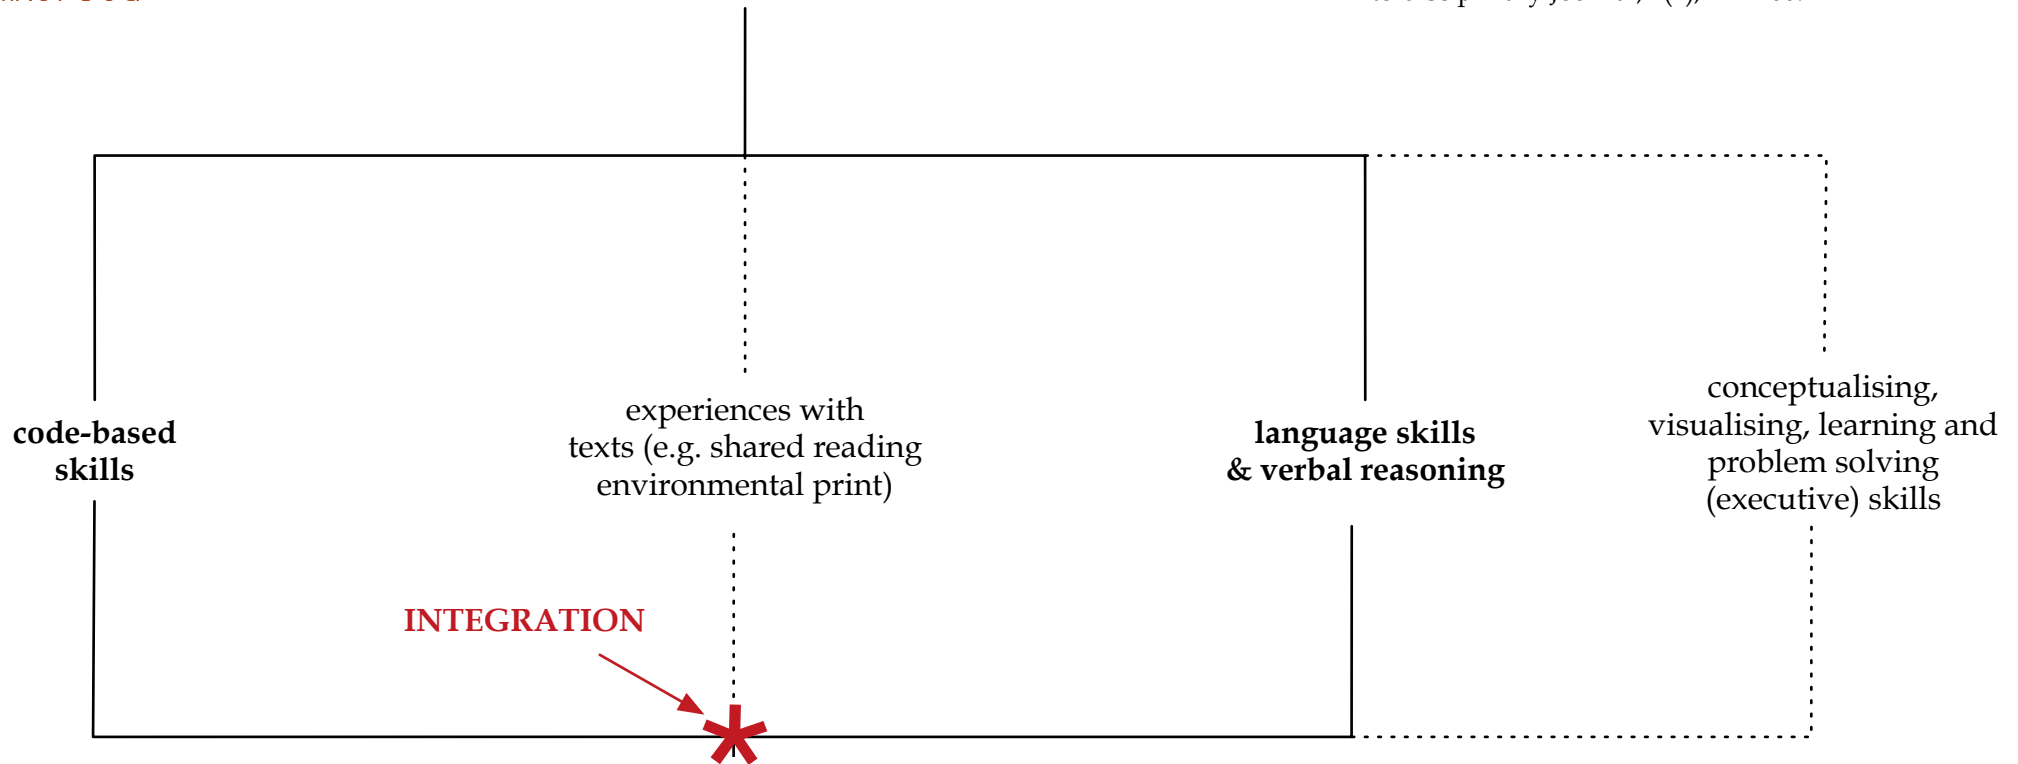 code-based
skills
experiences with
texts (e.g. shared reading
environmental print)
language skills
& verbal reasoning
conceptualising,
visualising, learning and
problem solving
(executive) skills
INTEGRATION